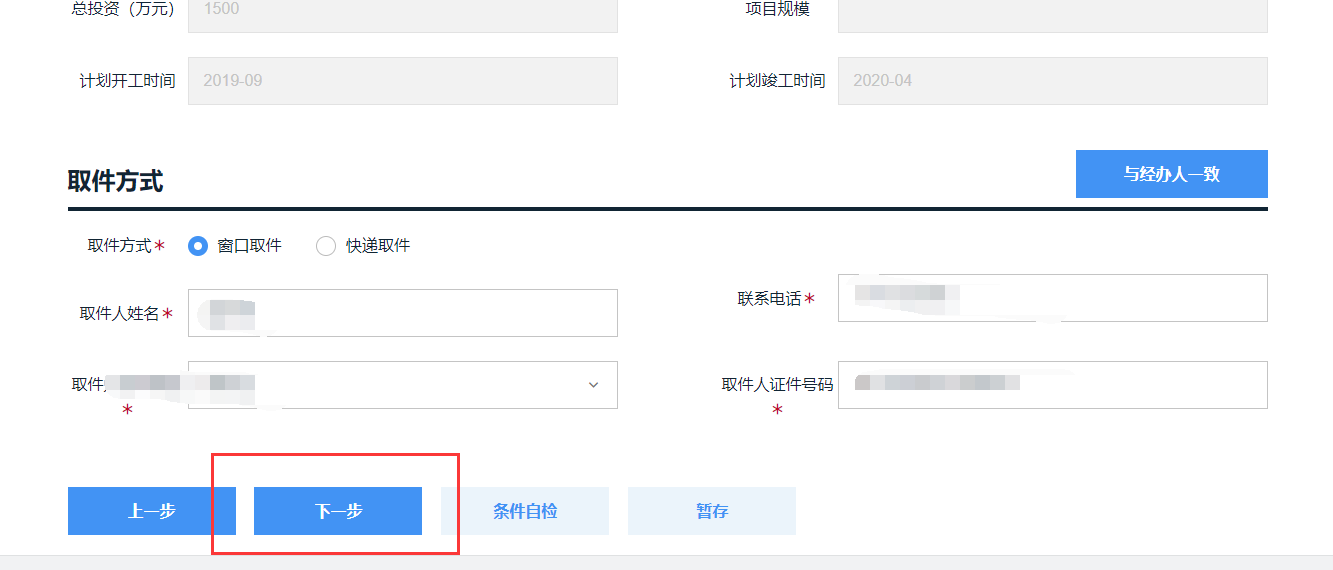 总投资（万元） 1500 项目规模
计划开工时间 2019-09 计划竣工时间 2020-04
取件方式 与经办人一致
取件方式* 窗口取件 快递取件
取件人姓名* 联系电话*
取件 取件人证件号码
* *
上一步 下一步 条件自检 暂存